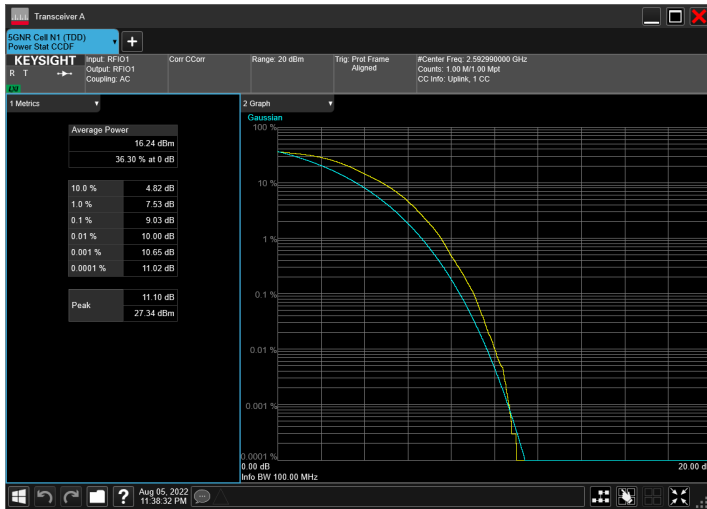 Transceiver A
5GNR Cell N1 (TDD)
Power Stat CCDF
KEYSIGHT
R T
LXI
Input: RFIO1
Output: RFIO1
Coupling: AC
Corr CCorr
Range: 20 dBm
Trig: Prot Frame
Aligned
#Center Freq: 2.592990000 GHz
Counts: 1.00 M/1.00 Mpt
CC Info: Uplink, 1 CC
1 Metrics
Average Power
16.24 dBm
36.30 % at 0 dB
10.0 % 4.82 dB
1.0 % 7.53 dB
0.1 % 9.03 dB
0.01 % 10.00 dB
0.001 % 10.65 dB
0.0001 % 11.02 dB
Peak 11.10 dB
27.34 dBm
2 Graph
Gaussian
100 %
10 %
1 %
0.1 %
0.01 %
0.001 %
0.0001 %
0.00 dB 20.00 d
Info BW 100.00 MHz
Aug 05, 2022
11:38:32 PM